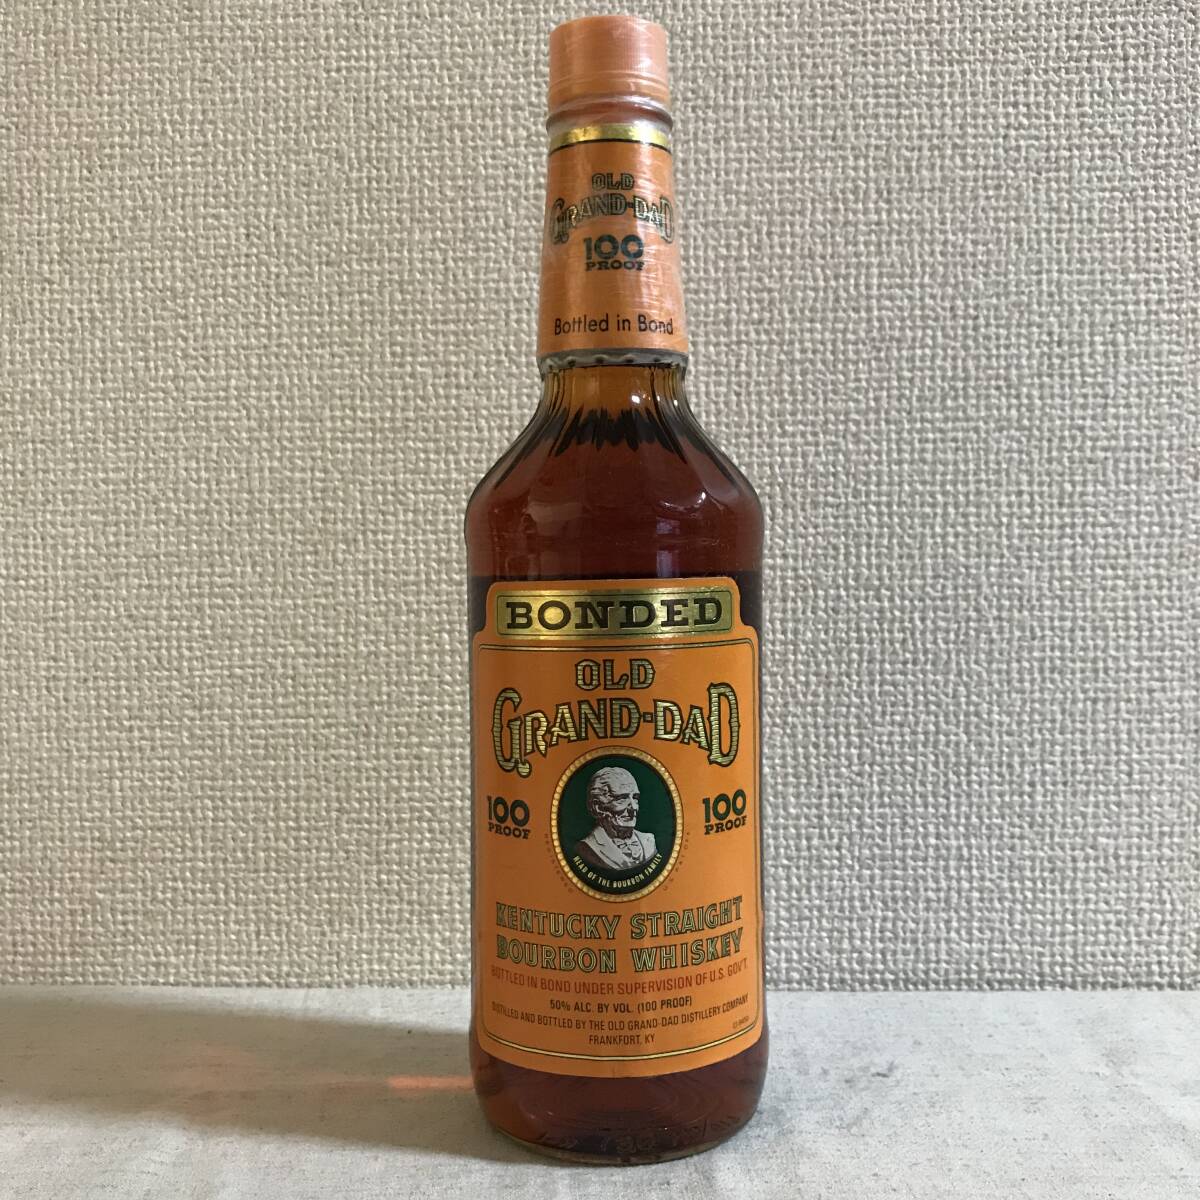 OLD
GRAND-DAD
100
PROOF
Bottled in Bond
BONDED
OLD
GRAND-DAD
100
PROOF
100
PROOF
HEAD OF THE BOURBON FAMILY
KENTUCKY STRAIGHT
BOURBON WHISKEY
BOTTLED IN BOND UNDER SUPERVISION OF U.S. GOV'T.
50% ALC. BY VOL. (100 PROOF)
DISTILLED AND BOTTLED BY THE OLD GRAND-DAD DISTILLERY COMPANY
FRANKFORT, KY